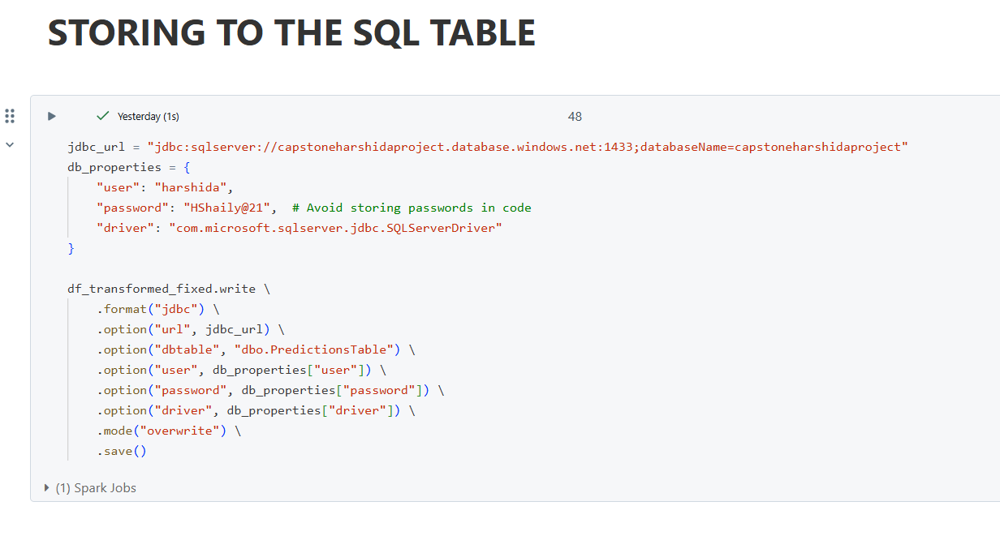 STORING TO THE SQL TABLE
Yesterday (1s)
48
jdbc_url = "jdbc:sqlserver://capstoneharshidaproject.database.windows.net:1433;databaseName=capstoneharshidaproject"
db_properties = {
    "user": "harshida",
    "password": "HShaily@21",  # Avoid storing passwords in code
    "driver": "com.microsoft.sqlserver.jdbc.SQLServerDriver"
}
df_transformed_fixed.write \
    .format("jdbc") \
    .option("url", jdbc_url) \
    .option("dbtable", "dbo.PredictionsTable") \
    .option("user", db_properties["user"]) \
    .option("password", db_properties["password"]) \
    .option("driver", db_properties["driver"]) \
    .mode("overwrite") \
    .save()
(1) Spark Jobs